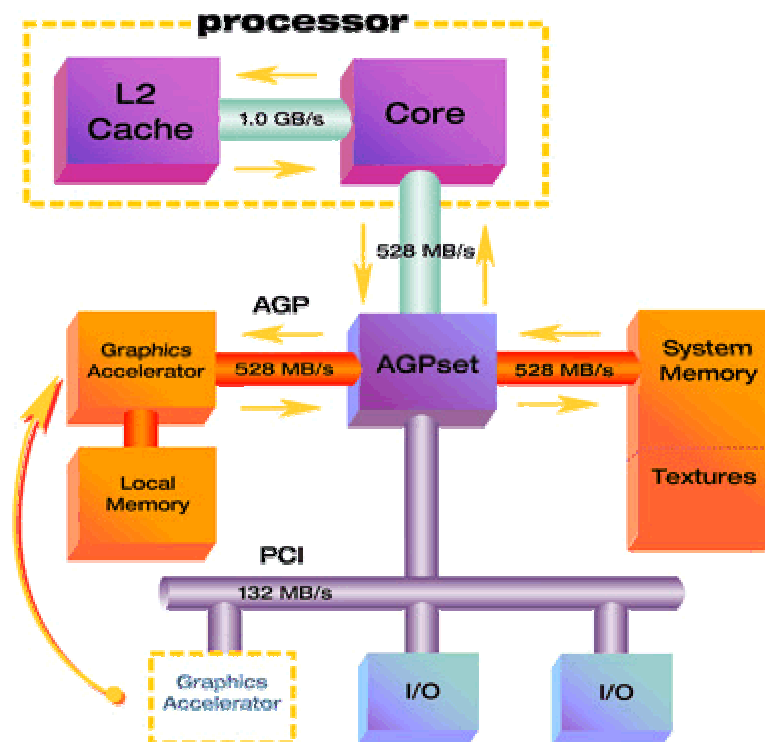 processor
L2
Cache
1.0 GB/s
Core
528 MB/s
AGP
Graphics
Accelerator
528 MB/s
AGPset
528 MB/s
System
Memory
Textures
Local
Memory
PCI
132 MB/s
Graphics
Accelerator
I/O
I/O